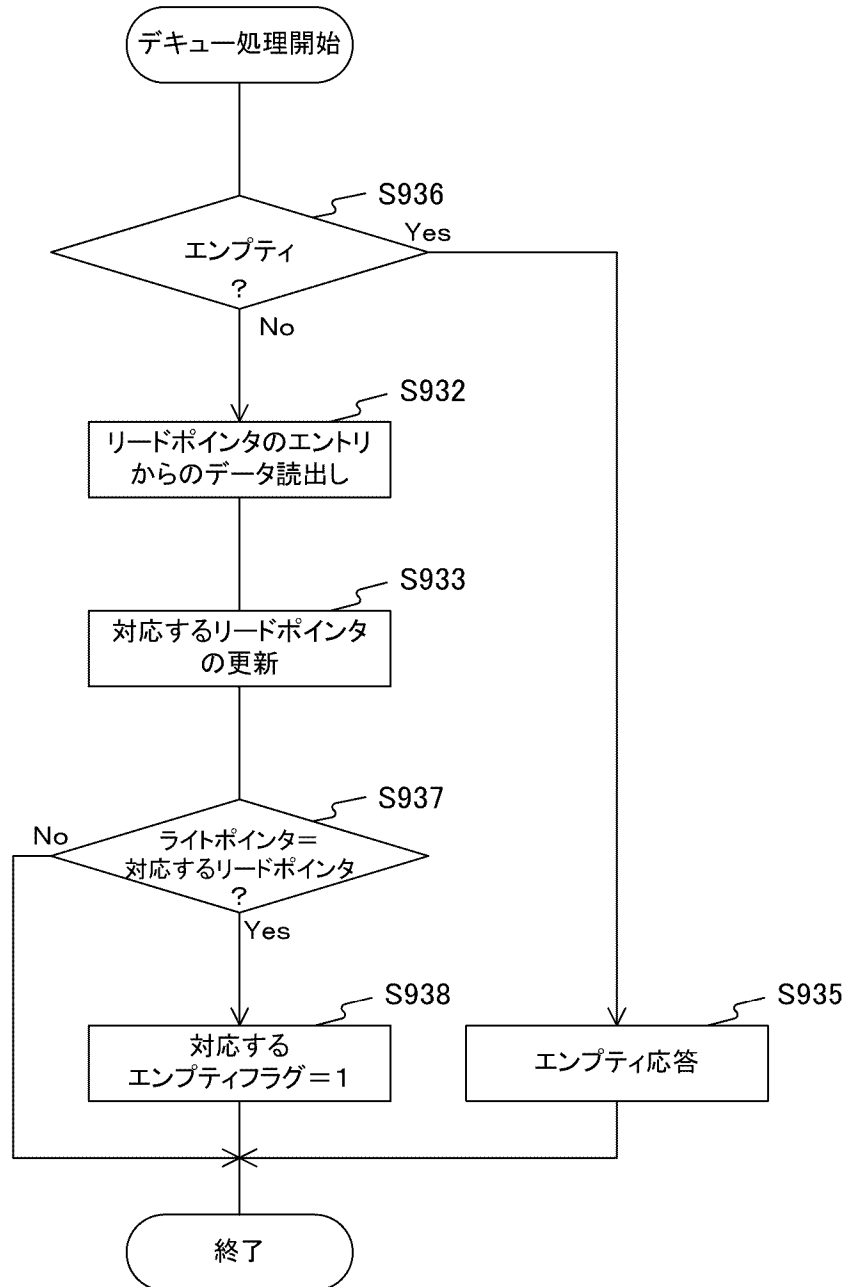 デキュー処理開始
S936
エンプティ
?
Yes
No
S932
リードポインタのエントリ
からのデータ読出し
S933
対応するリードポインタ
の更新
S937
No
ライトポインタ＝
対応するリードポインタ
?
Yes
S938
対応する
エンプティフラグ＝１
S935
エンプティ応答
終了